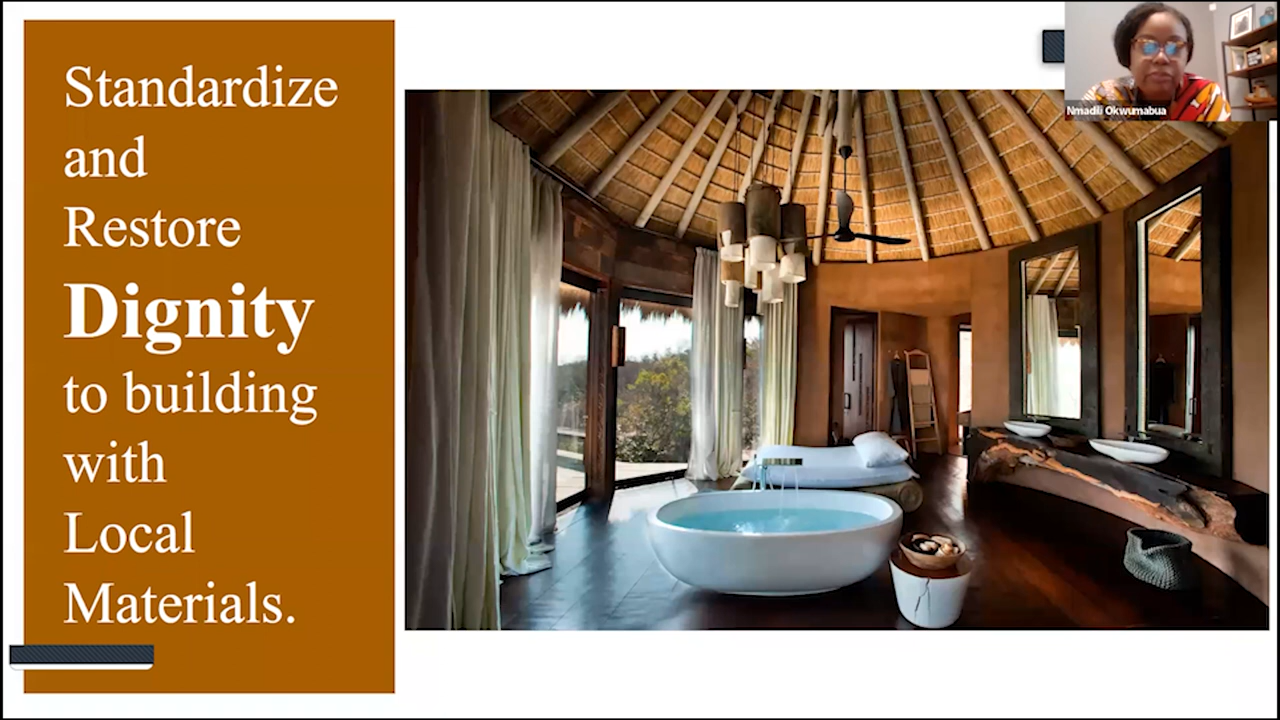 Standardize
and
Restore
Dignity
to building
with
Local
Materials.
Nmadili Okwumabua